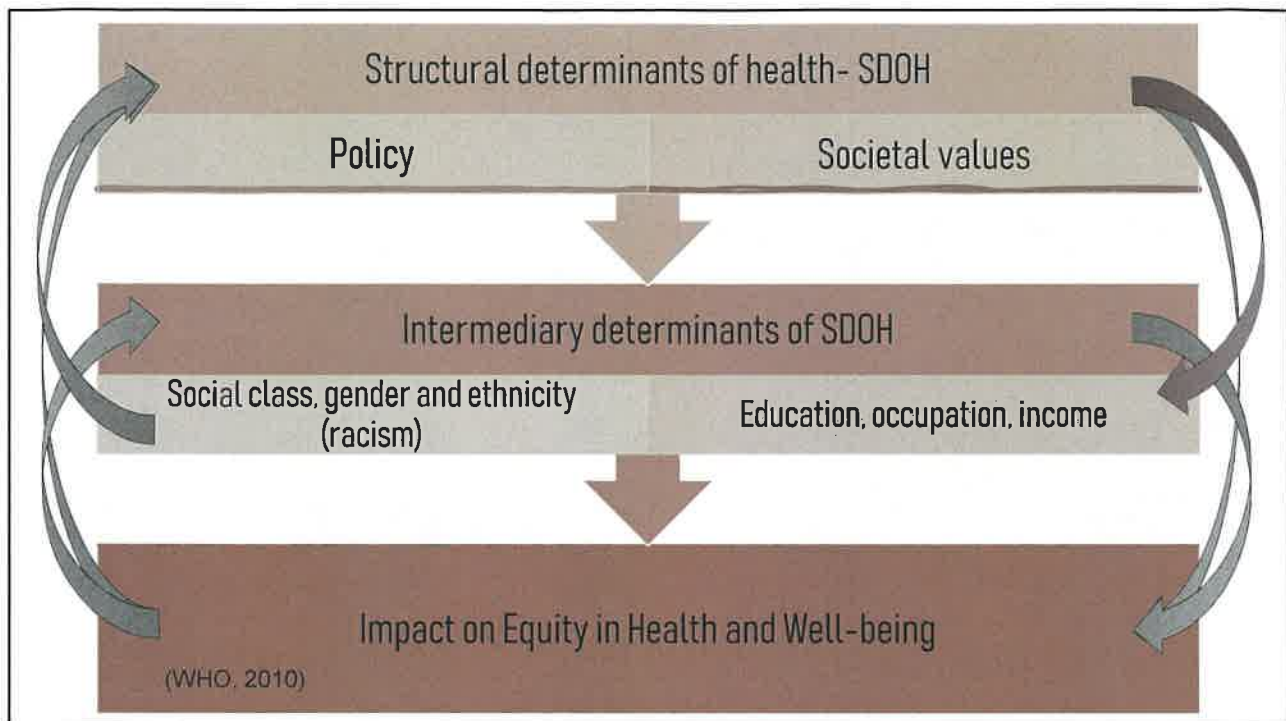 Structural determinants of health- SDOH
Policy
Societal values
Intermediary determinants of SDOH
Social class, gender and ethnicity
(racism)
Education, occupation, income
Impact on Equity in Health and Well-being
(WHO, 2010)